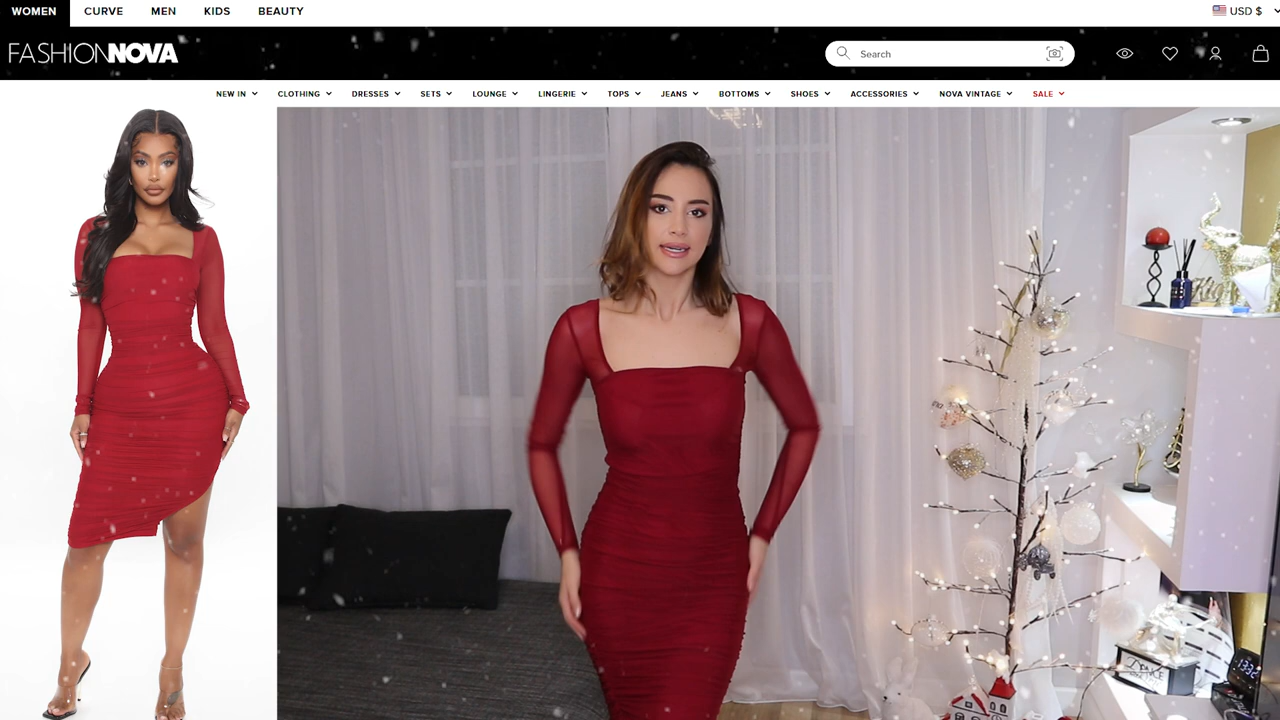 WOMEN CURVE MEN KIDS BEAUTY USD $
FASHIONNOVA Search
NEW IN CLOTHING DRESSES SETS LOUNGE LINGERIE TOPS JEANS BOTTOMS SHOES ACCESSORIES NOVA VINTAGE SALE
DANCE